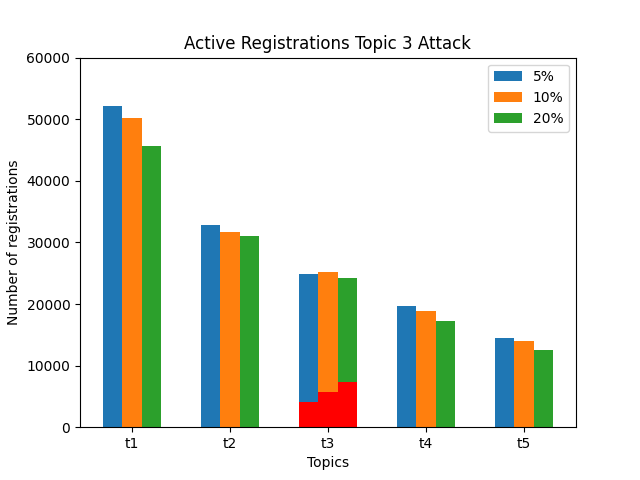 Active Registrations Topic 3 Attack
60000
50000
40000
30000
20000
10000
0
Number of registrations
5%
10%
20%
t1 t2 t3 t4 t5
Topics